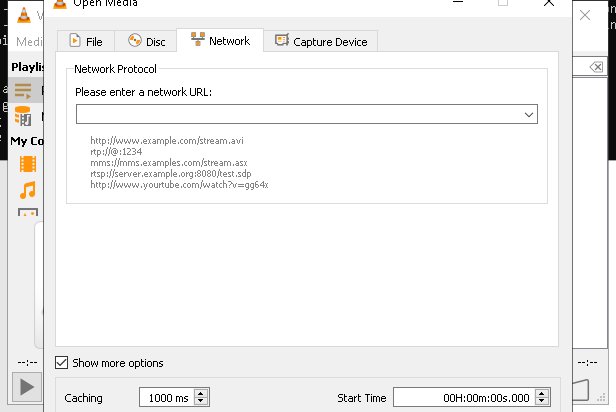 Open Media
Medi
File
Disc
Network
Capture Device
Playlis
Network Protocol
Please enter a network URL:
My Co
http://www.example.com/stream.avi
rtp://@:1234
mms://mms.examples.com/stream.asx
rtsp://server.example.org:8080/test.sdp
http://www.yourtube.com/watch?v=gg64x
--:--
Show more options
--:--
Caching
1000 ms
Start Time
00H:00m:00s.000